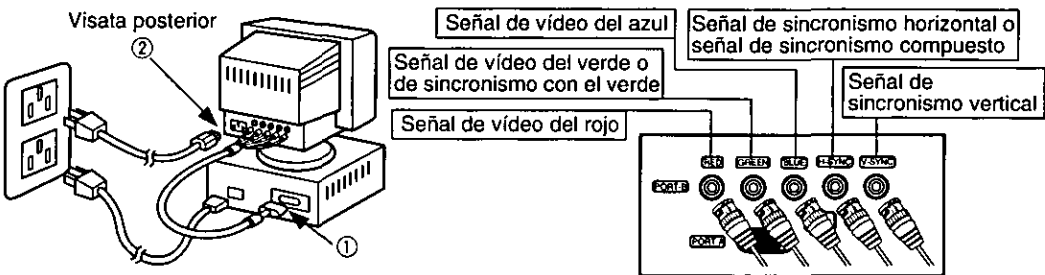 Visata posterior
②
①
Señal de vídeo del azul
Señal de sincronismo horizontal o
señal de sincronismo compuesto
Señal de vídeo del verde o
de sincronismo con el verde
Señal de
sincronismo vertical
Señal de vídeo del rojo
RED GREEN BLUE H-SYNC V-SYNC
PORT-B
PORT A